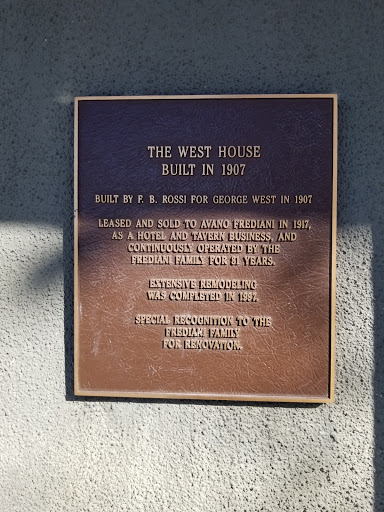 THE WEST HOUSE
BUILT IN 1907
BUILT BY F. B. ROSSI FOR GEORGE WEST IN 1907
LEASED AND SOLD TO AVANO FREDIANI IN 1917,
AS A HOTEL AND TAVERN BUSINESS, AND
CONTINUOUSLY OPERATED BY THE
FREDIANI FAMILY FOR 81 YEARS.
EXTENSIVE REMODELING
WAS COMPLETED IN 1997.
SPECIAL RECOGNITION TO THE
FREDIANI FAMILY
FOR RENOVATION.